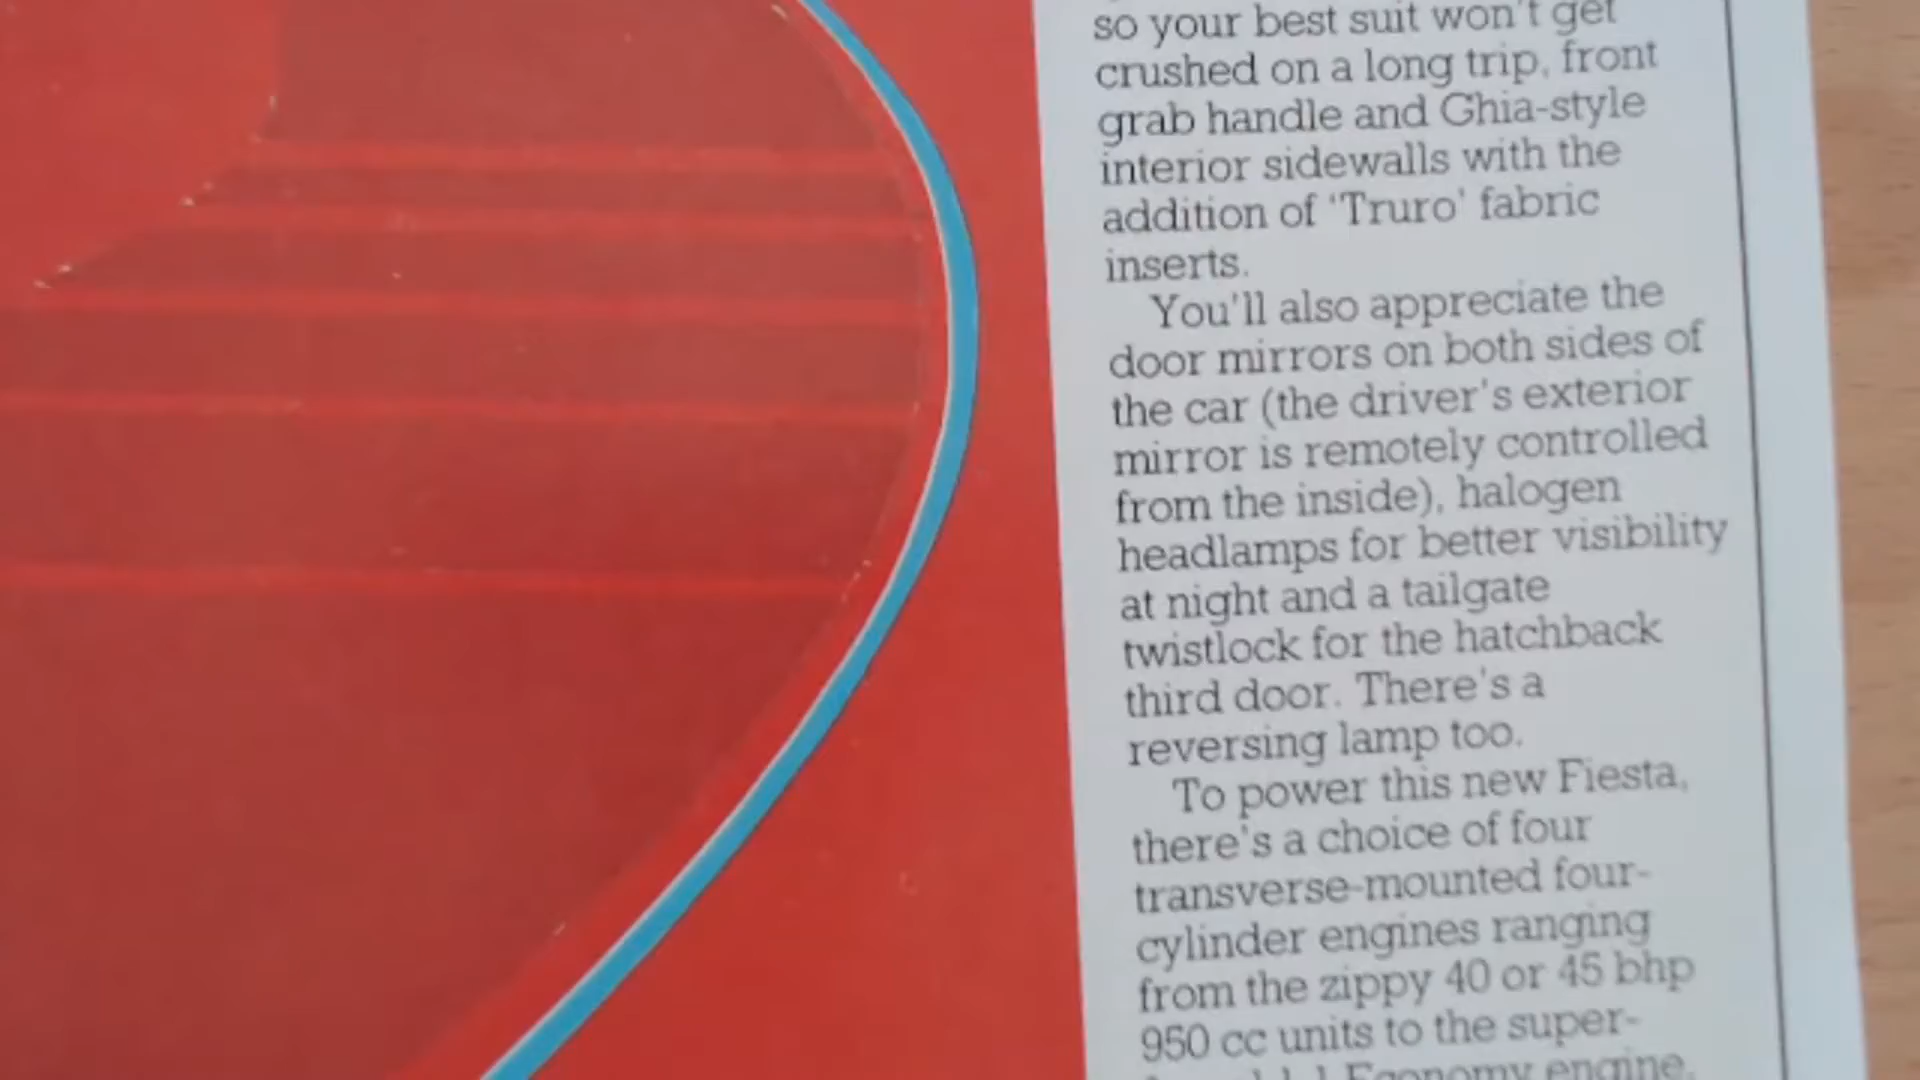 so your best suit won't get
crushed on a long trip, front
grab handle and Ghia-style
interior sidewalls with the
addition of 'Truro' fabric
inserts.
You'll also appreciate the
door mirrors on both sides of
the car (the driver's exterior
mirror is remotely controlled
from the inside), halogen
headlamps for better visibility
at night and a tailgate
twistlock for the hatchback
third door. There's a
reversing lamp too.
To power this new Fiesta,
there's a choice of four
transverse-mounted four-
cylinder engines ranging
from the zippy 40 or 45 bhp
950 cc units to the super-
Economy engine,